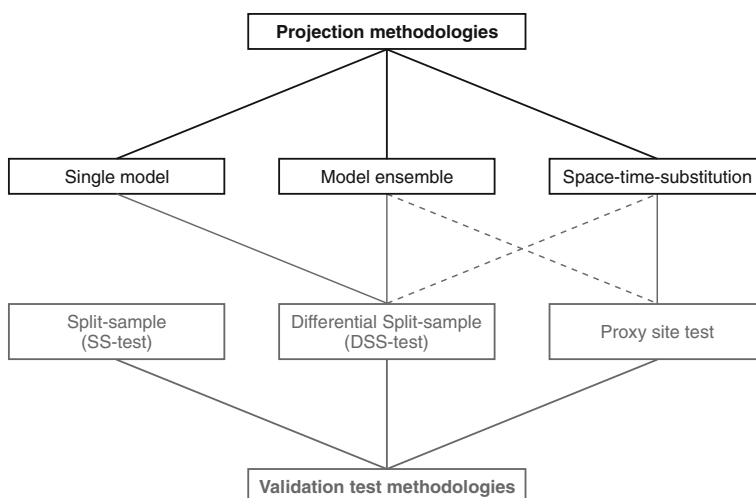 Projection methodologies
Single model
Model ensemble
Space-time-substitution
Split-sample
(SS-test)
Differential Split-sample
(DSS-test)
Proxy site test
Validation test methodologies